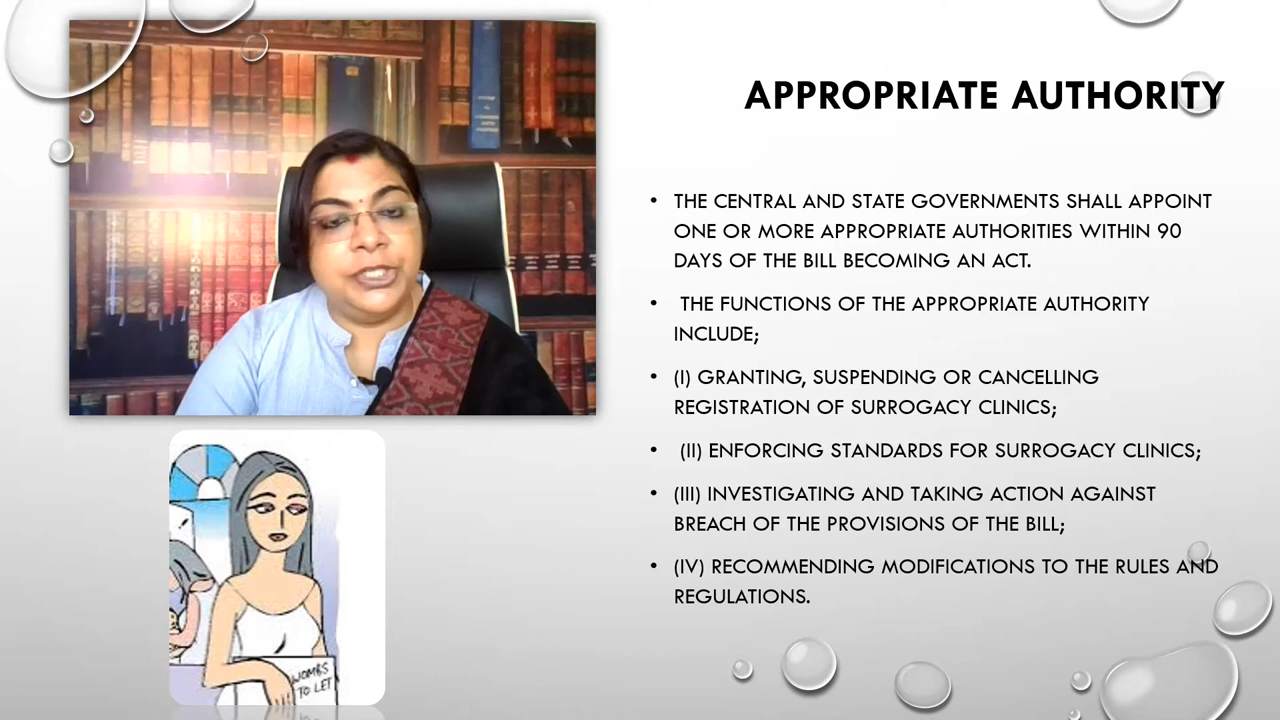 APPROPRIATE AUTHORITY
• THE CENTRAL AND STATE GOVERNMENTS SHALL APPOINT
ONE OR MORE APPROPRIATE AUTHORITIES WITHIN 90
DAYS OF THE BILL BECOMING AN ACT.
• THE FUNCTIONS OF THE APPROPRIATE AUTHORITY
INCLUDE;
• (I) GRANTING, SUSPENDING OR CANCELLING
REGISTRATION OF SURROGACY CLINICS;
• (II) ENFORCING STANDARDS FOR SURROGACY CLINICS;
• (III) INVESTIGATING AND TAKING ACTION AGAINST
BREACH OF THE PROVISIONS OF THE BILL;
• (IV) RECOMMENDING MODIFICATIONS TO THE RULES AND
REGULATIONS.
WOMBS
TO LET